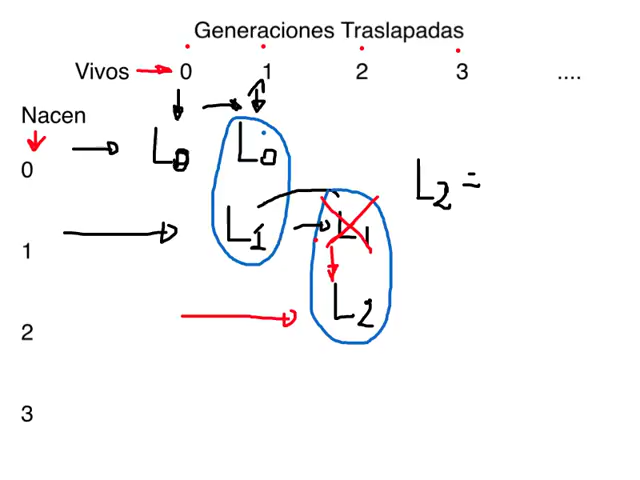 Generaciones Traslapadas
Vivos 0 1 2 3 ....
Nacen
0 L0 L0
L2 =
1 L1 L1
2 L2
3